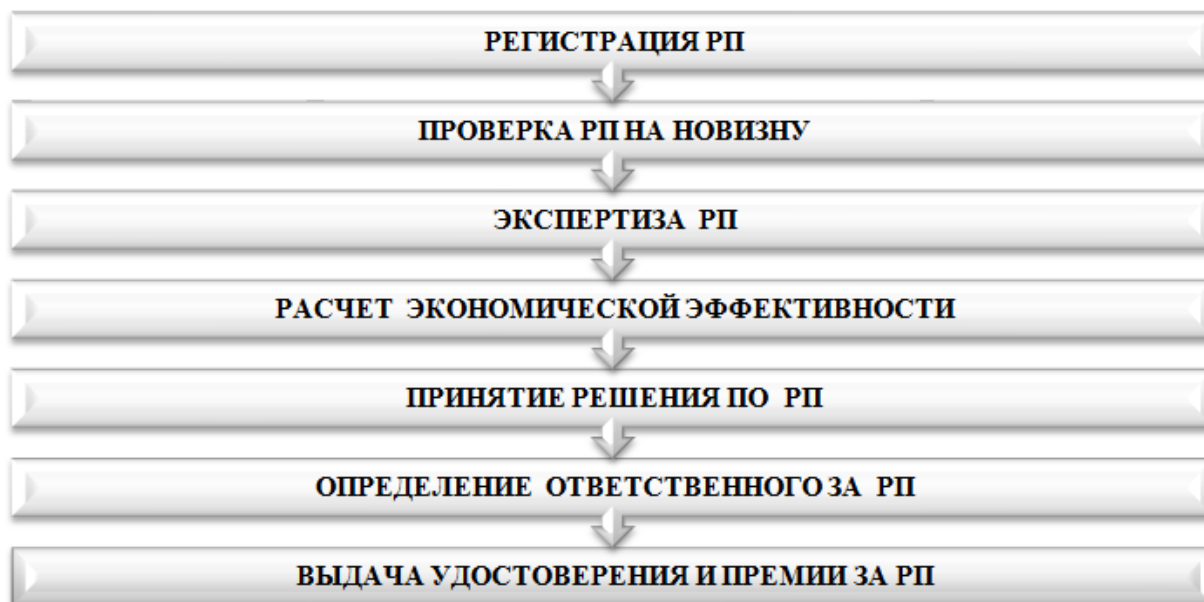 РЕГИСТРАЦИЯ РП
ПРОВЕРКА РП НА НОВИЗНУ
ЭКСПЕРТИЗА РП
РАСЧЕТ ЭКОНОМИЧЕСКОЙ ЭФФЕКТИВНОСТИ
ПРИНЯТИЕ РЕШЕНИЯ ПО РП
ОПРЕДЕЛЕНИЕ ОТВЕТСТВЕННОГО ЗА РП
ВЫДАЧА УДОСТОВЕРЕНИЯ И ПРЕМИИ ЗА РП